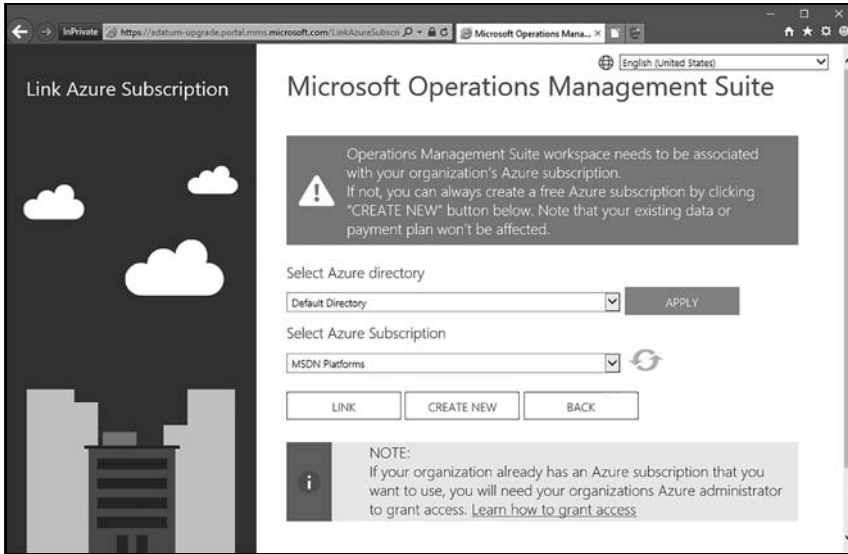 InPrivate
https://adatum-upgrade.portal.mms.microsoft.com/LinkAzureSubscri
Microsoft Operations Mana...
English (United States)
Link Azure Subscription
Microsoft Operations Management Suite
Operations Management Suite workspace needs to be associated
with your organization's Azure subscription.
If not, you can always create a free Azure subscription by clicking
"CREATE NEW" button below. Note that your existing data or
payment plan won't be affected.
Select Azure directory
Default Directory
APPLY
Select Azure Subscription
MSDN Platforms
LINK
CREATE NEW
BACK
NOTE:
If your organization already has an Azure subscription that you
want to use, you will need your organizations Azure administrator
to grant access. Learn how to grant access